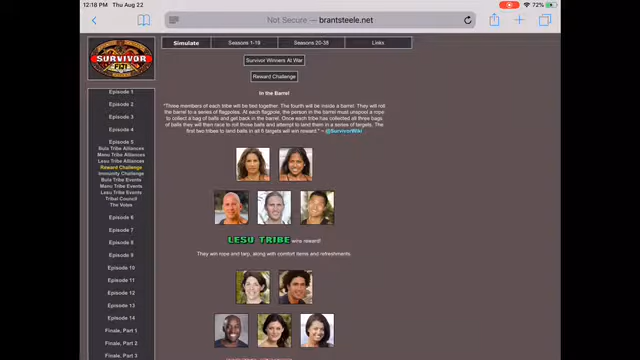 12:18 PM Thu Aug 22
Not Secure — brantsteele.net
SURVIVOR
FIJI
Simulate
Seasons 1-19
Seasons 20-38
Links
Survivor Winners At War
Reward Challenge
In the Barrel
"Three members of each tribe will be tied together. The fourth will be inside a barrel. They will roll
the barrel to a series of flagpoles. At each flagpole, the person in the barrel must unspool a rope
to collect a bag of balls and get back in the barrel. Once each tribe has collected all three bags
of balls they will then race to roll those balls and attempt to land them in a series of targets. The
first two tribes to land balls in all 6 targets will win reward." ~ @SurvivorWiki
LESU TRIBE wins reward!
They win rope and tarp, along with comfort items and refreshments.
Episode 1
Episode 2
Episode 3
Episode 4
Episode 5
Bula Tribe Alliances
Manu Tribe Alliances
Lesu Tribe Alliances
Reward Challenge
Immunity Challenge
Bula Tribe Events
Manu Tribe Events
Lesu Tribe Events
Tribal Council
The Votes
Episode 6
Episode 7
Episode 8
Episode 9
Episode 10
Episode 11
Episode 12
Episode 13
Episode 14
Finale, Part 1
Finale, Part 2
Finale, Part 3